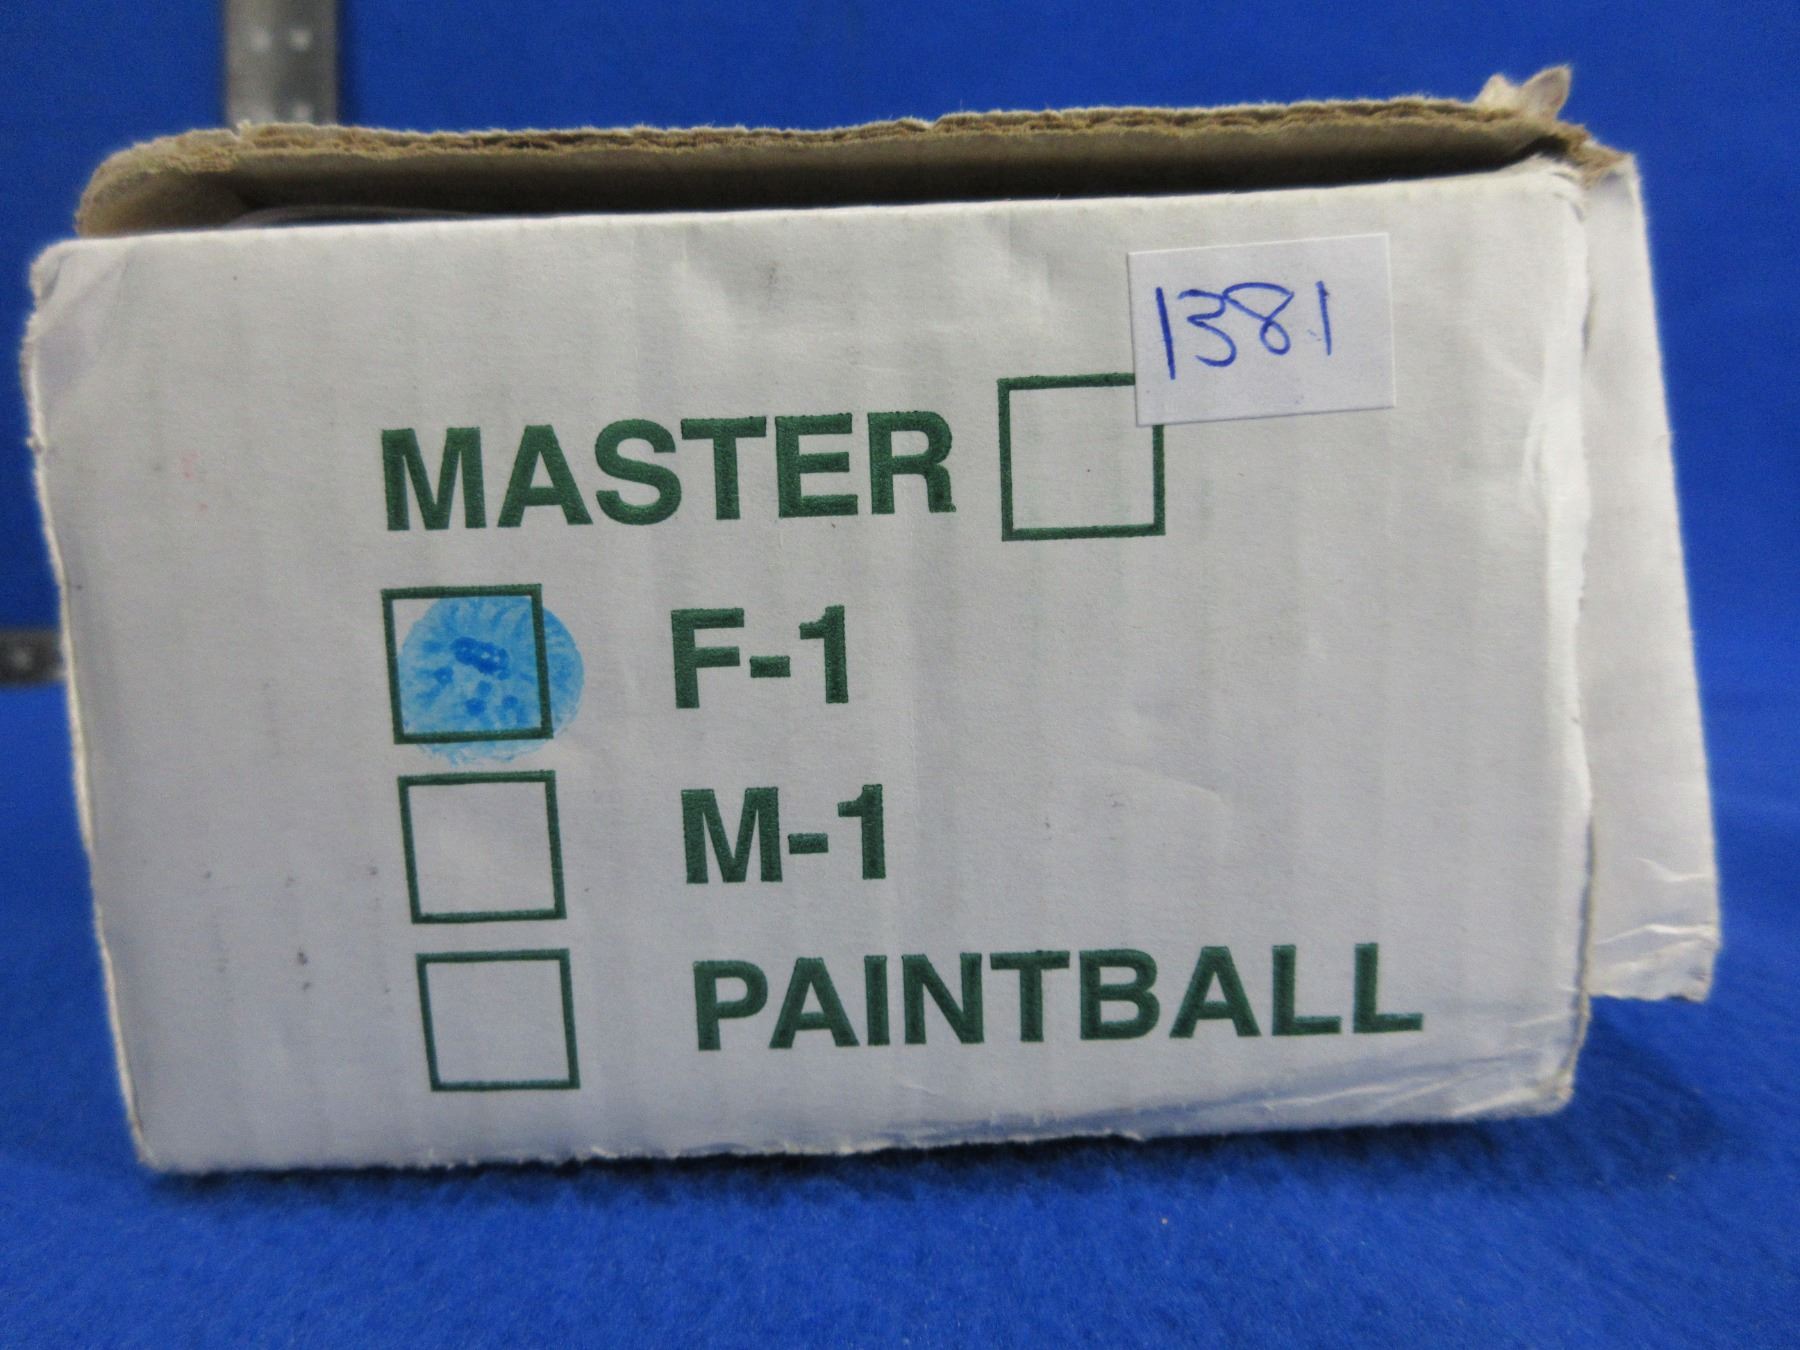 1381
MASTER
F-1
M-1
PAINTBALL